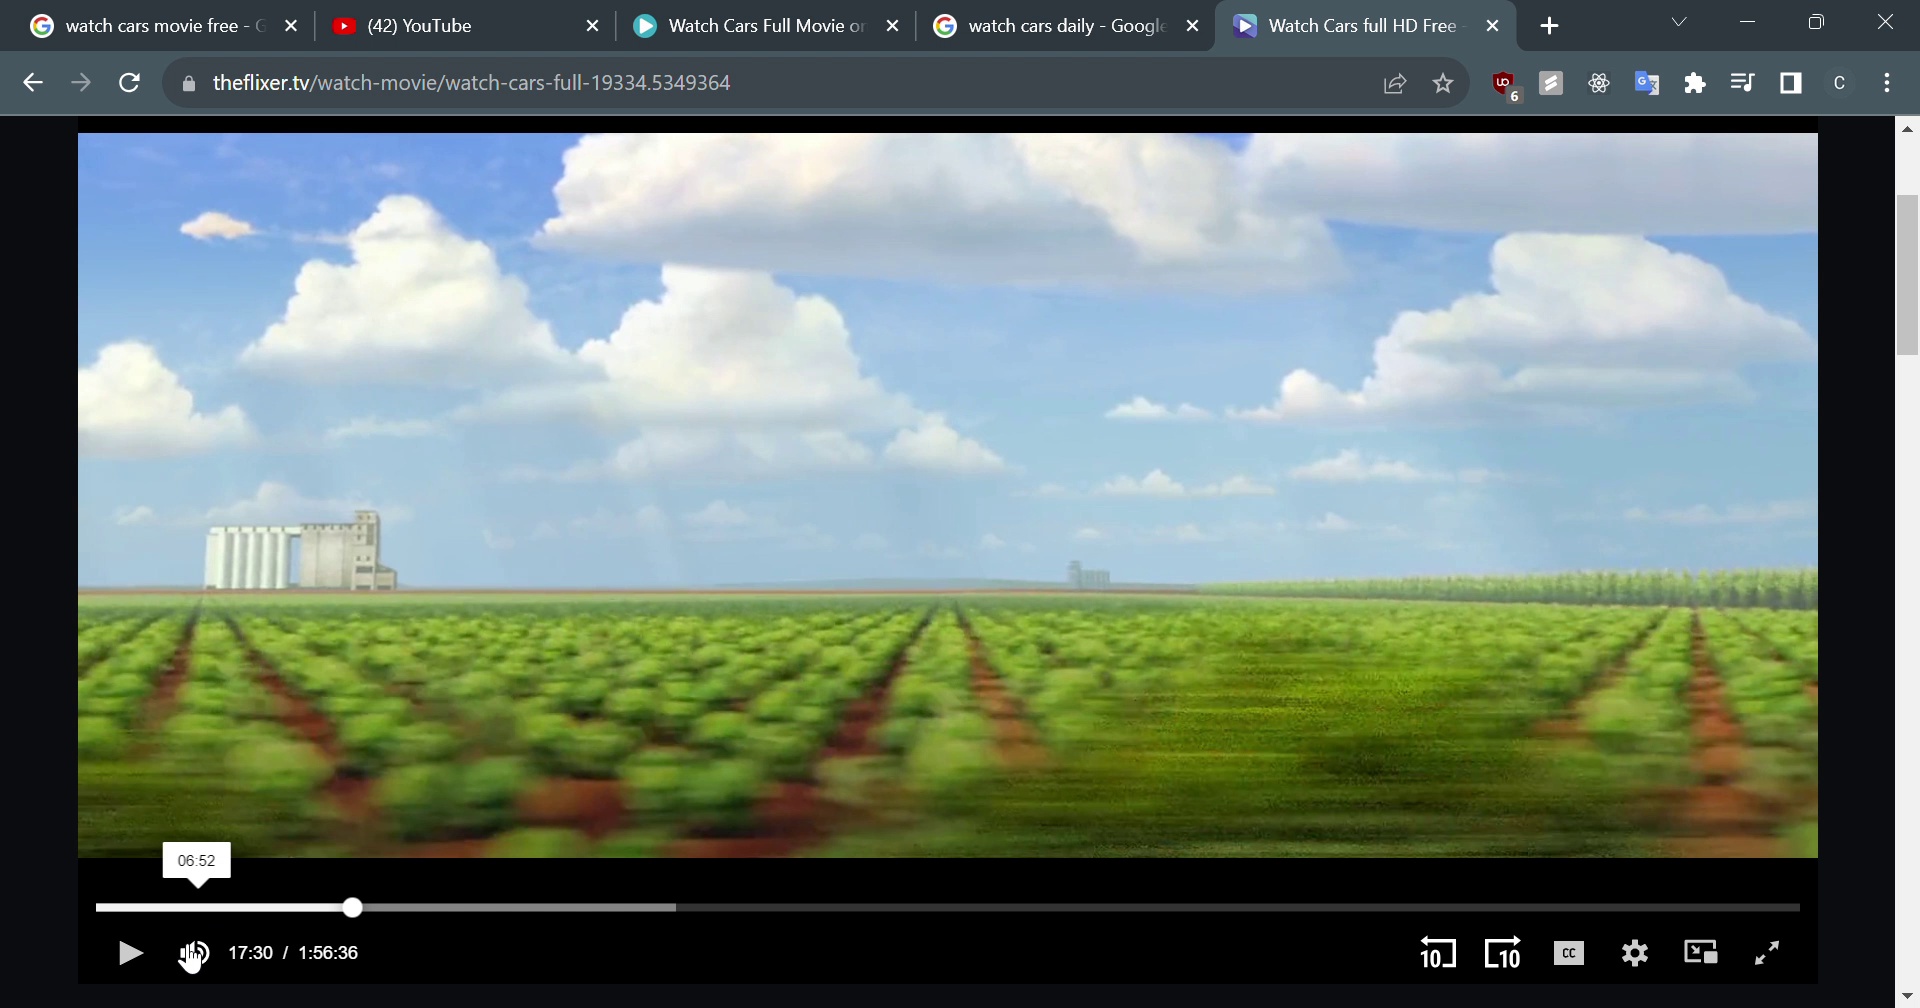 watch cars movie free - G
(42) YouTube
Watch Cars Full Movie or
watch cars daily - Google
Watch Cars full HD Free -
theflixer.tv/watch-movie/watch-cars-full-19334.5349364
6
C
06:52
17:30 / 1:56:36
10
10
CC